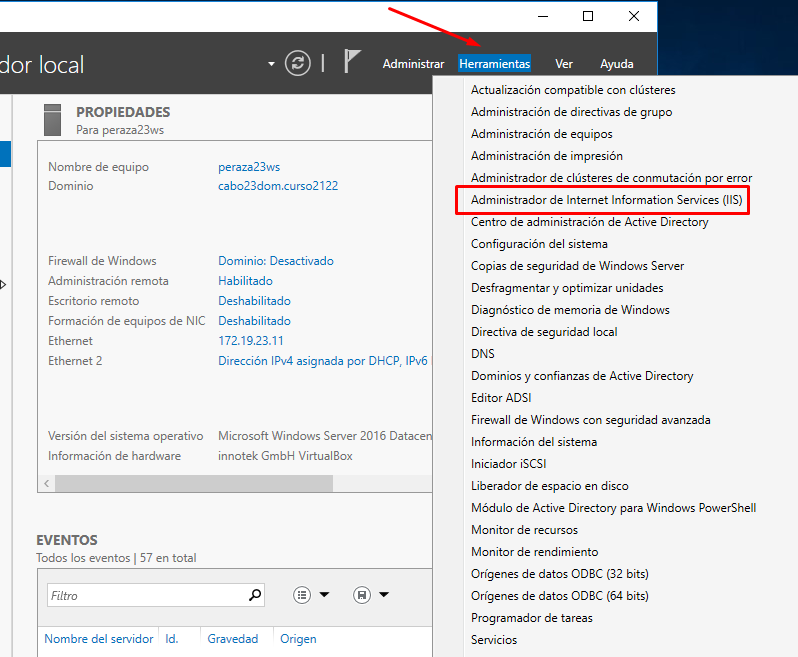 dor local
Administrar Herramientas Ver Ayuda
PROPIEDADES
Para peraza23ws
Nombre de equipo peraza23ws
Dominio cabo23dom.curso2122
Firewall de Windows Dominio: Desactivado
Administración remota Habilitado
Escritorio remoto Deshabilitado
Formación de equipos de NIC Deshabilitado
Ethernet 172.19.23.11
Ethernet 2 Dirección IPv4 asignada por DHCP, IPv6
Versión del sistema operativo Microsoft Windows Server 2016 Datacen
Información de hardware innotek GmbH VirtualBox
EVENTOS
Todos los eventos | 57 en total
Filtro
Nombre del servidor Id. Gravedad Origen
Actualización compatible con clústeres
Administración de directivas de grupo
Administración de equipos
Administración de impresión
Administrador de clústeres de conmutación por error
Administrador de Internet Information Services (IIS)
Centro de administración de Active Directory
Configuración del sistema
Copias de seguridad de Windows Server
Desfragmentar y optimizar unidades
Diagnóstico de memoria de Windows
Directiva de seguridad local
DNS
Dominios y confianzas de Active Directory
Editor ADSI
Firewall de Windows con seguridad avanzada
Información del sistema
Iniciador iSCSI
Liberador de espacio en disco
Módulo de Active Directory para Windows PowerShell
Monitor de recursos
Monitor de rendimiento
Orígenes de datos ODBC (32 bits)
Orígenes de datos ODBC (64 bits)
Programador de tareas
Servicios